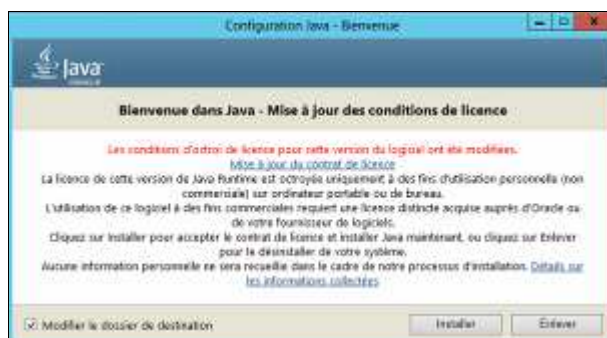 Configuration Java - Bienvenue
Java
ORACLE
Bienvenue dans Java - Mise à jour des conditions de licence
Les conditions d'octroi de licence pour cette version du logiciel ont été modifiées.
Mise à jour du contrat de licence
La licence de cette version de Java Runtime est octroyée uniquement à des fins d'utilisation personnelle (non
commerciale) sur ordinateur portable ou de bureau.
L'utilisation de ce logiciel à des fins commerciales requiert une licence distincte acquise auprès d'Oracle ou
de votre fournisseur de logiciels.
Cliquez sur Installer pour accepter le contrat de licence et installer Java maintenant, ou cliquez sur Enlever
pour le désinstaller de votre système.
Aucune information personnelle ne sera recueillie dans le cadre de notre processus d'installation. Détails sur
les informations collectées
Modifier le dossier de destination
Installer
Enlever